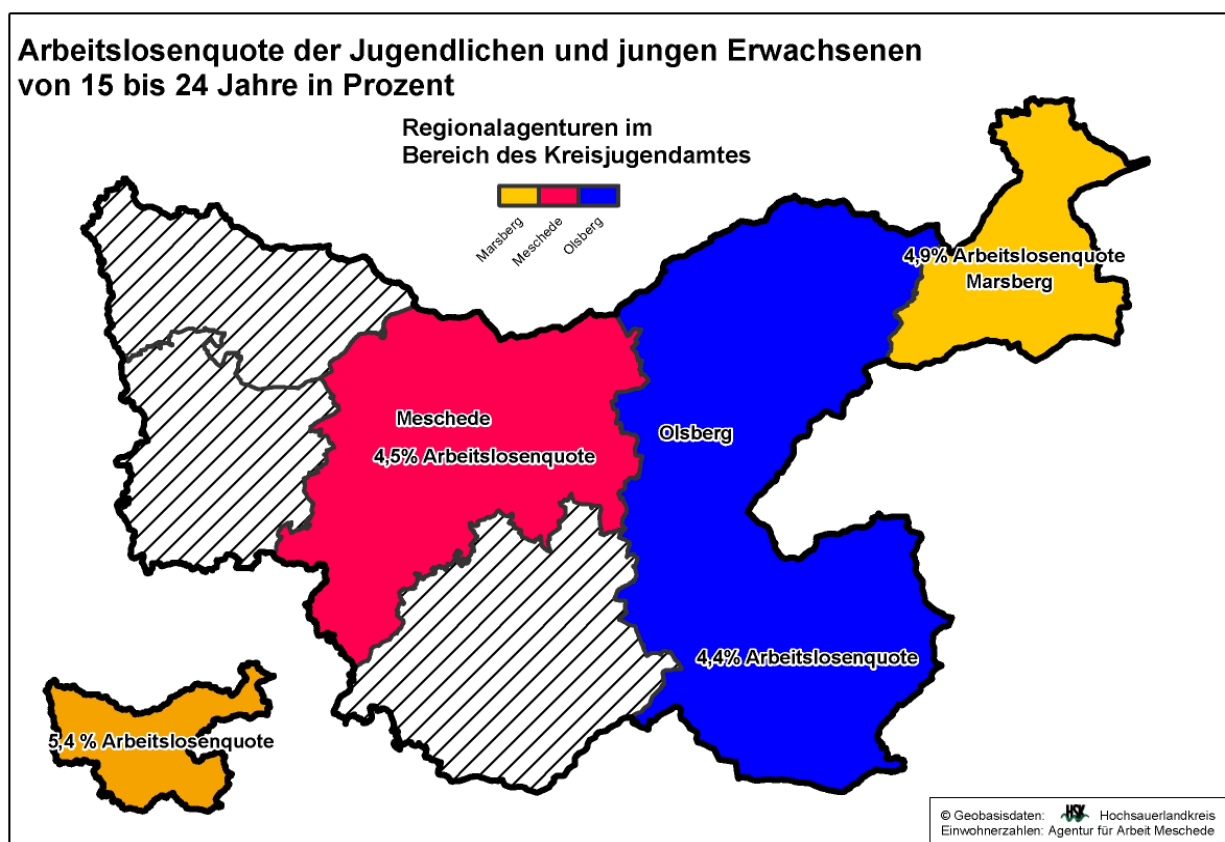 Arbeitslosenquote der Jugendlichen und jungen Erwachsenen
von 15 bis 24 Jahre in Prozent
Regionalagenturen im
Bereich des Kreisjugendamtes
Marsberg
Meschede
Olsberg
4,9% Arbeitslosenquote
Marsberg
Meschede
4,5% Arbeitslosenquote
Olsberg
4,4% Arbeitslosenquote
5,4 % Arbeitslosenquote
© Geobasisdaten: HSK Hochsauerlandkreis
Einwohnerzahlen: Agentur für Arbeit Meschede